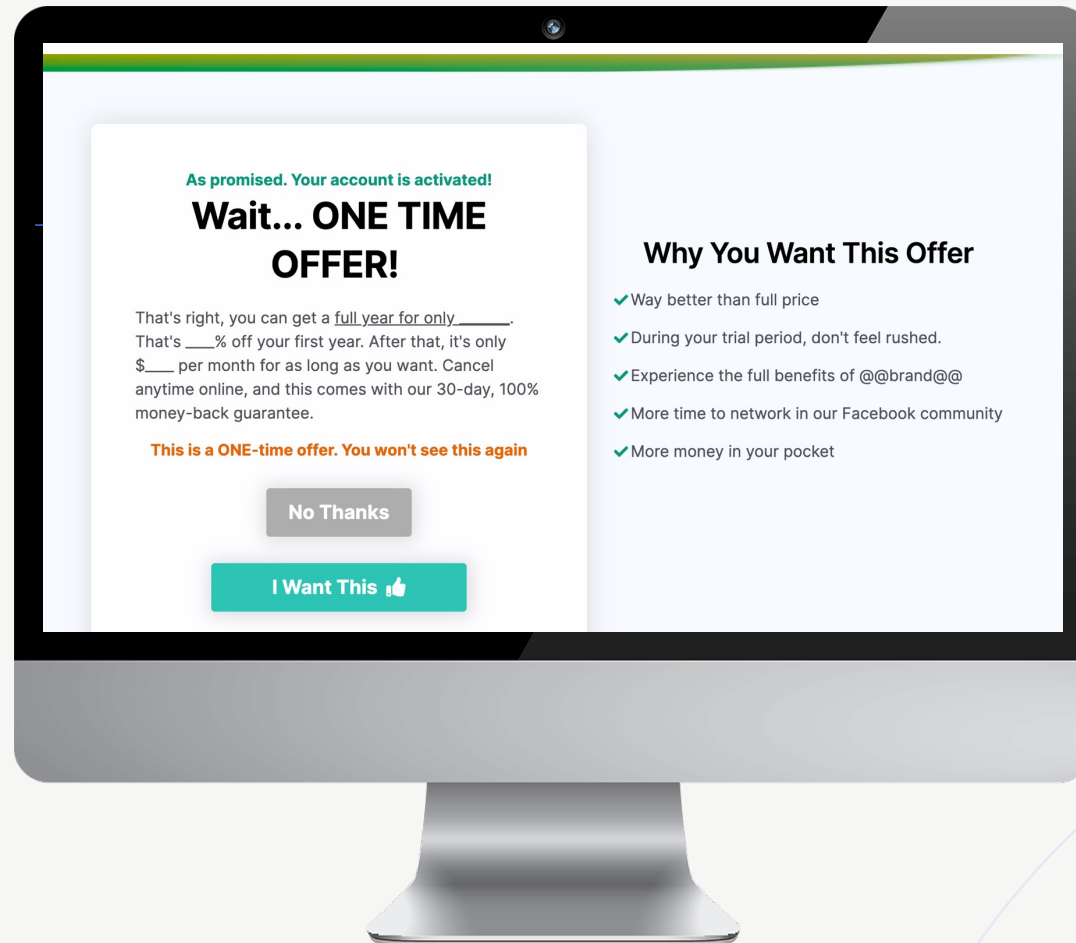 As promised. Your account is activated!
Wait... ONE TIME
OFFER!
That's right, you can get a full year for only ______.
That's ___% off your first year. After that, it's only
$___ per month for as long as you want. Cancel
anytime online, and this comes with our 30-day, 100%
money-back guarantee.
This is a ONE-time offer. You won't see this again
No Thanks
I Want This
Why You Want This Offer
Way better than full price
During your trial period, don't feel rushed.
Experience the full benefits of @@brand@@
More time to network in our Facebook community
More money in your pocket